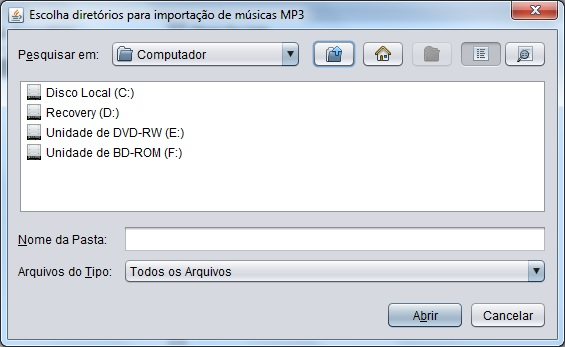 Escolha diretórios para importação de músicas MP3
Pesquisar em: Computador
Disco Local (C:)
Recovery (D:)
Unidade de DVD-RW (E:)
Unidade de BD-ROM (F:)
Nome da Pasta:
Arquivos do Tipo: Todos os Arquivos
Abrir Cancelar